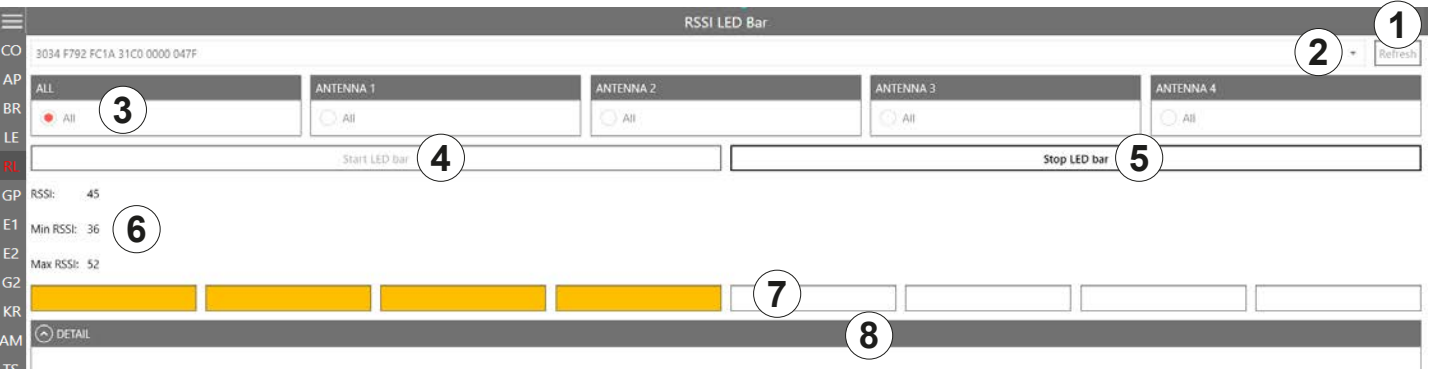 RSSI LED Bar
1
CO
3034 F792 FC1A 31C0 0000 047F
2
Refresh
AP
ALL
ANTENNA 1
ANTENNA 2
ANTENNA 3
ANTENNA 4
BR
All
3
All
All
All
All
LE
RL
Start LED bar
4
Stop LED bar
5
GP
RSSI: 45
E1
Min RSSI: 36
6
E2
Max RSSI: 52
G2
7
KR
AM
DETAIL
8
TS